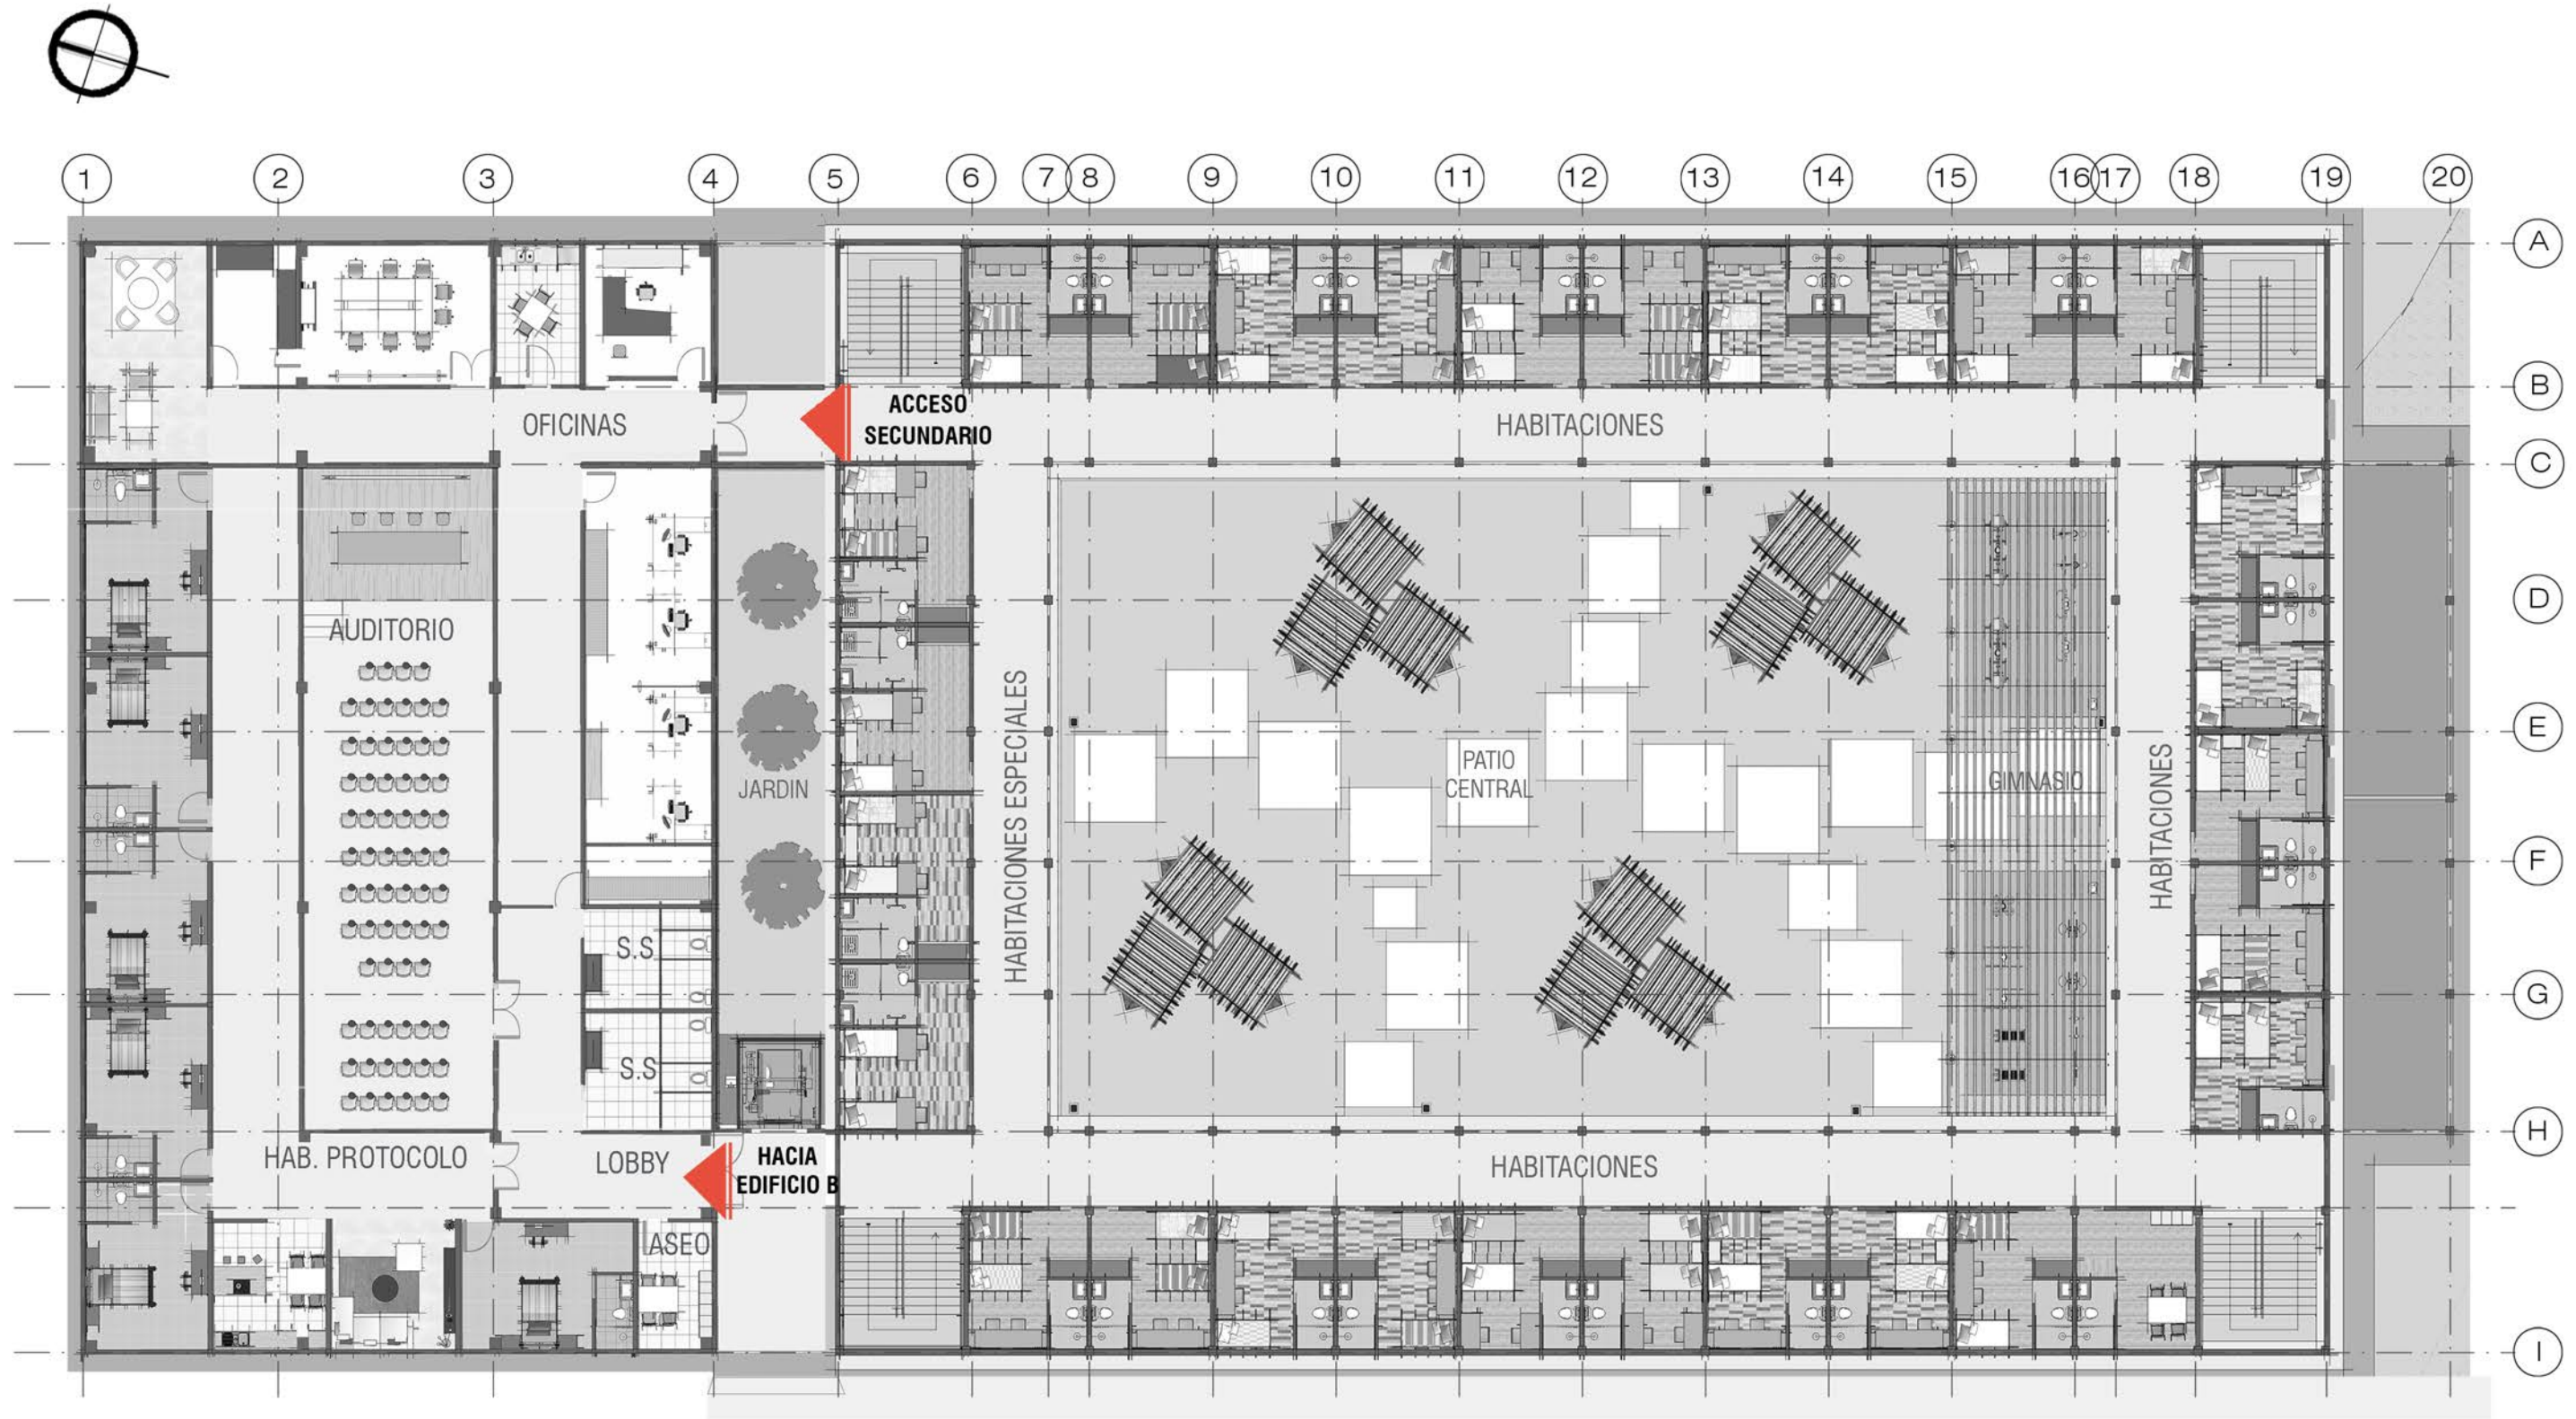 1 2 3 4 5 6 7 8 9 10 11 12 13 14 15 16 17 18 19 20
A
B
C
D
E
F
G
H
I
OFICINAS
ACCESO
SECUNDARIO
HABITACIONES
AUDITORIO
JARDIN
HABITACIONES ESPECIALES
PATIO
CENTRAL
GIMNASIO
HABITACIONES
S.S
S.S
HAB. PROTOCOLO
LOBBY
HACIA
EDIFICIO B
HABITACIONES
ASEO